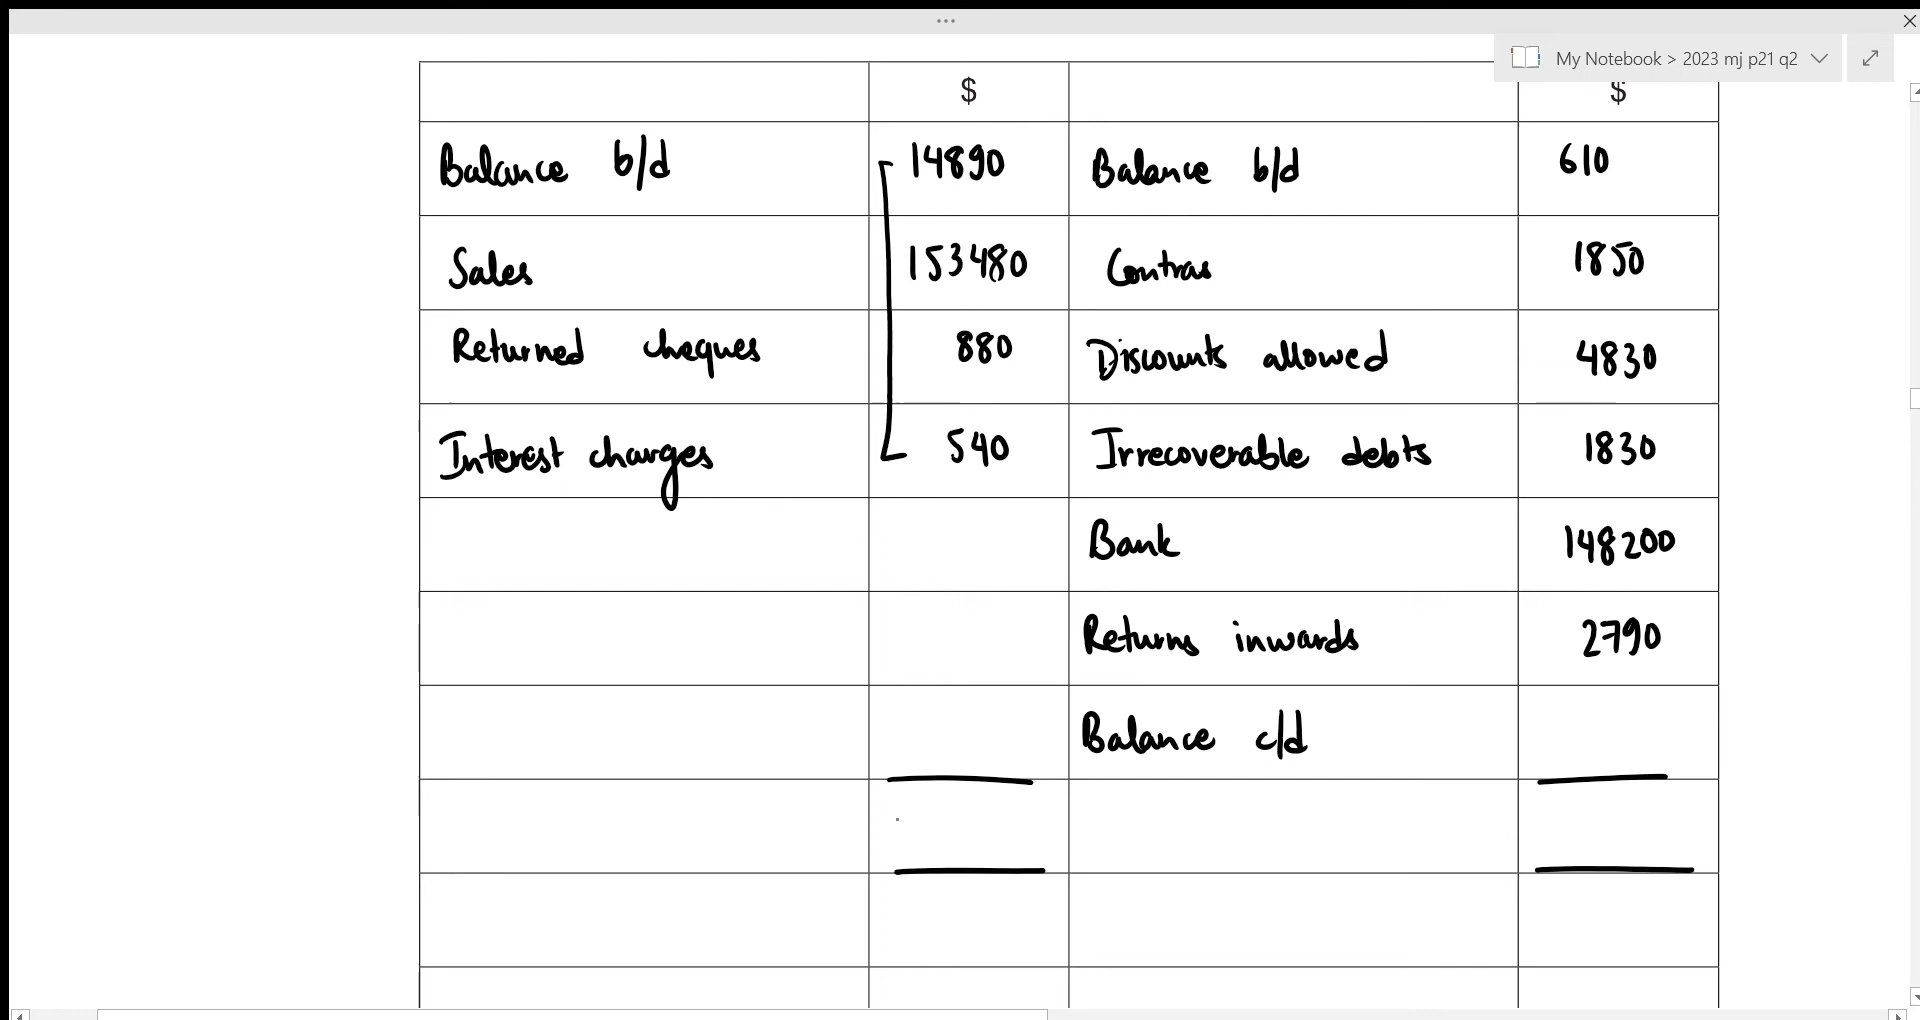 ...
My Notebook > 2023 mj p21 q2
$ $
Balance b/d 14890 Balance b/d 610
Sales 153480 Contras 1850
Returned cheques 880 Discounts allowed 4830
Interest charges 540 Irrecoverable debts 1830
Bank 148200
Returns inwards 2790
Balance c/d